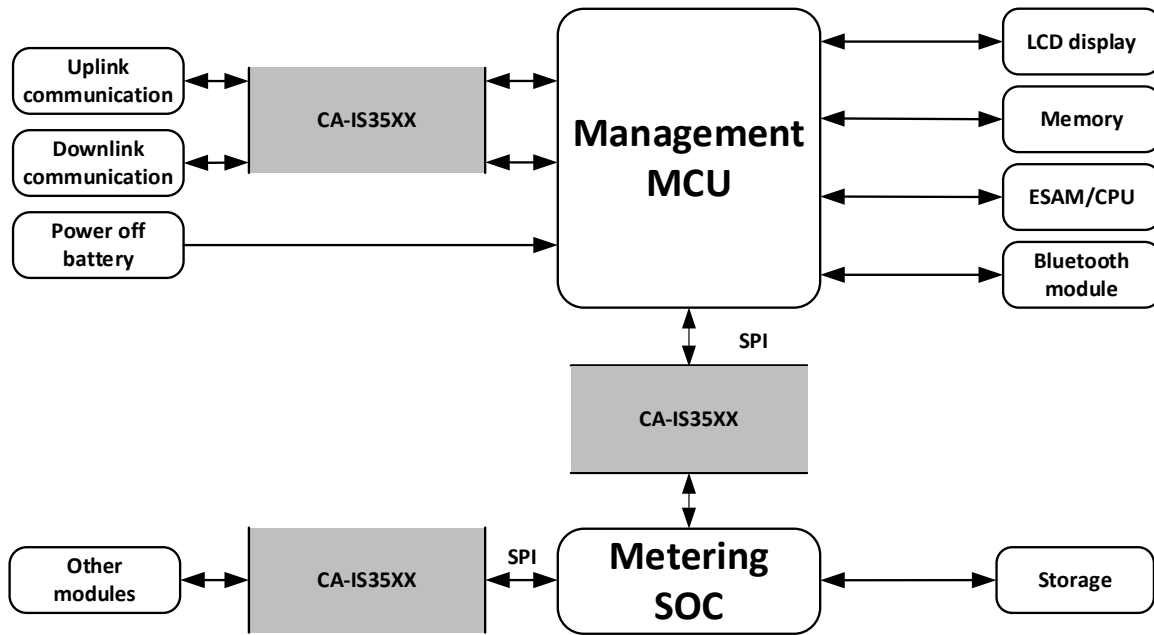 Uplink
communication
Downlink
communication
Power off
battery
CA-IS35XX
Management
MCU
LCD display
Memory
ESAM/CPU
Bluetooth
module
SPI
CA-IS35XX
Other
modules
CA-IS35XX
SPI
Metering
SOC
Storage